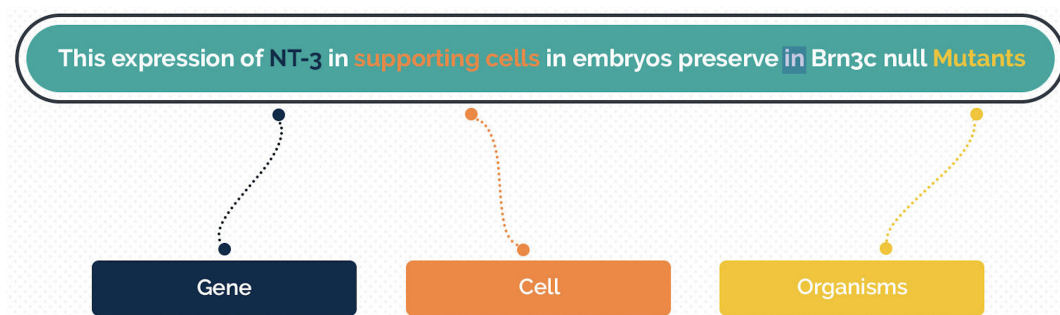 This expression of NT-3 in supporting cells in embryos preserve in Brn3c null Mutants
Gene
Cell
Organisms